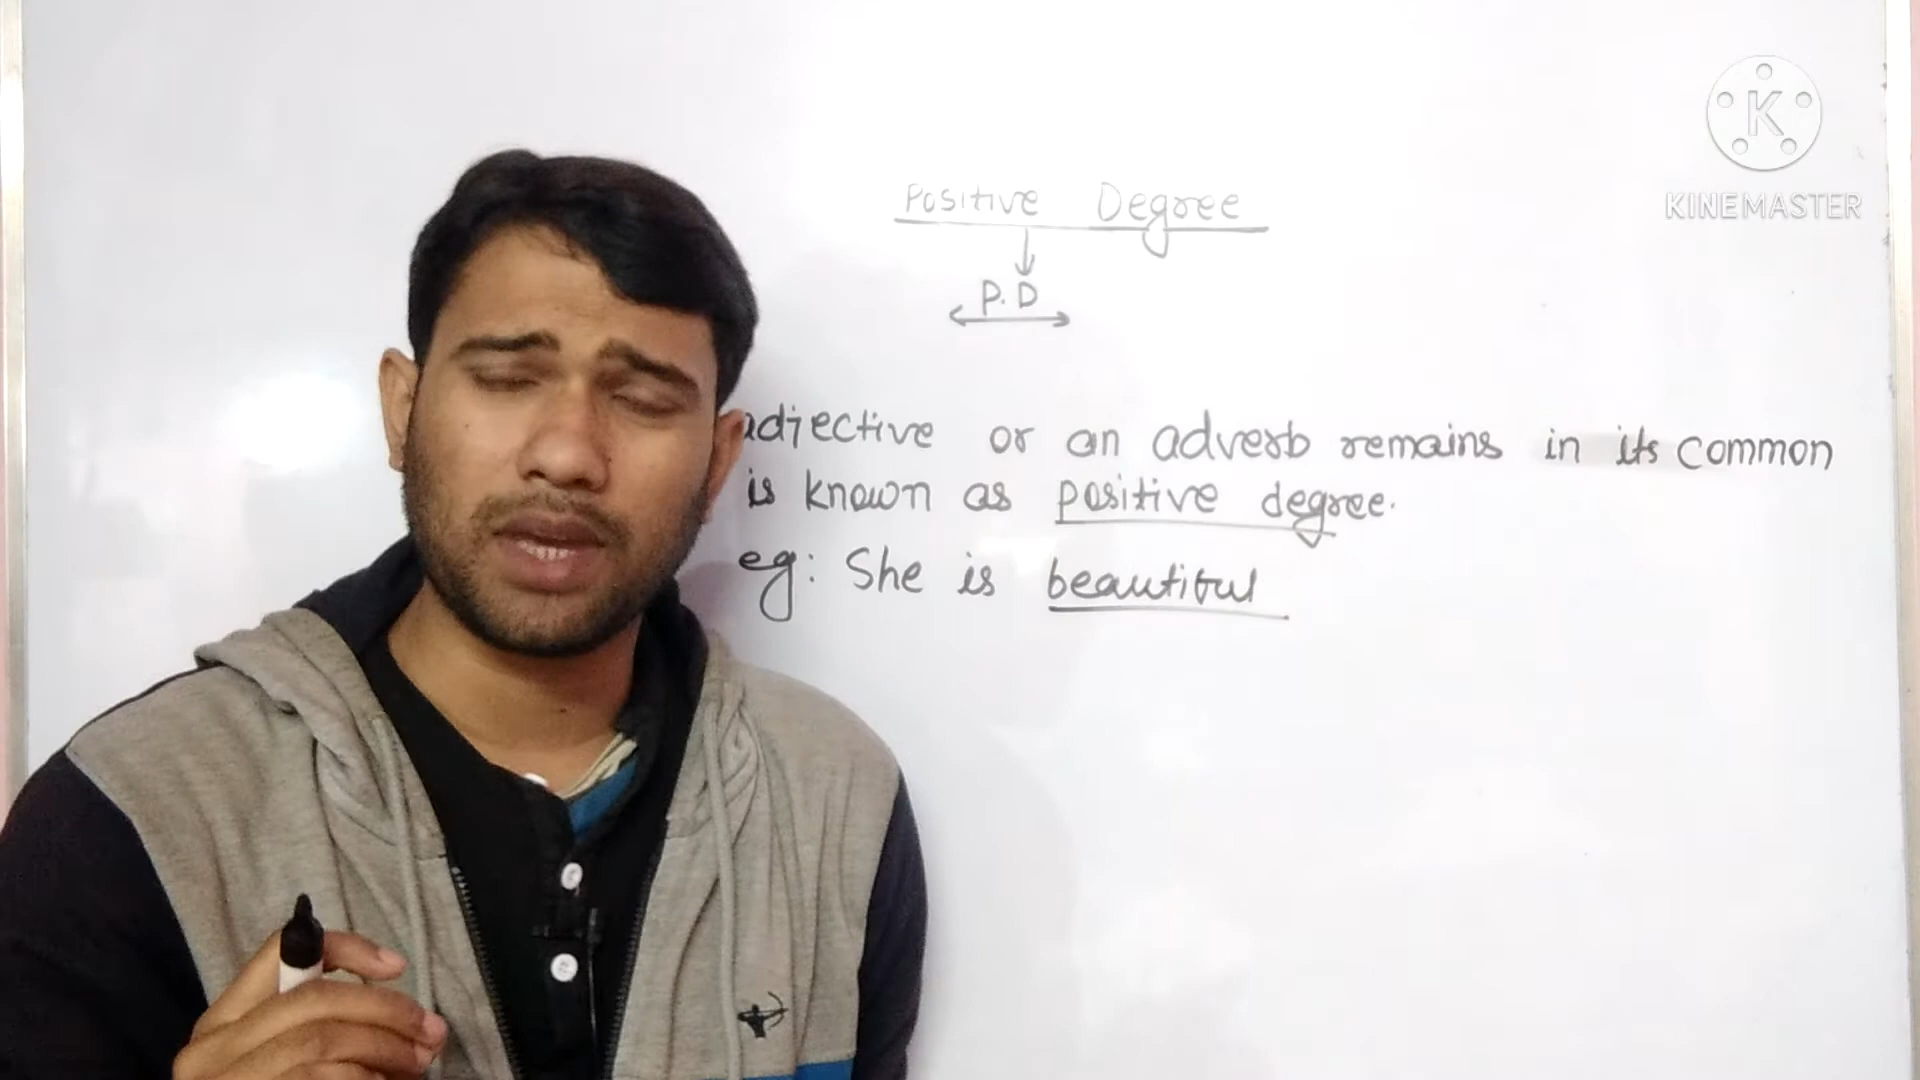 Positive Degree
P.D
adjective or an adverb remains in its common
is known as positive degree.
eg: She is beautiful
K
KINEMASTER